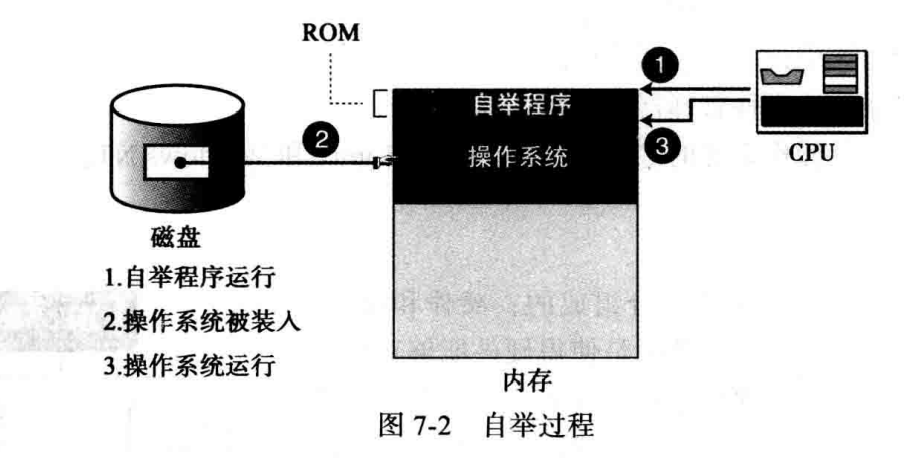 ROM
1
自举程序
2
操作系统
3
CPU
磁盘
1.自举程序运行
2.操作系统被装入
3.操作系统运行
内存
图 7-2 自举过程